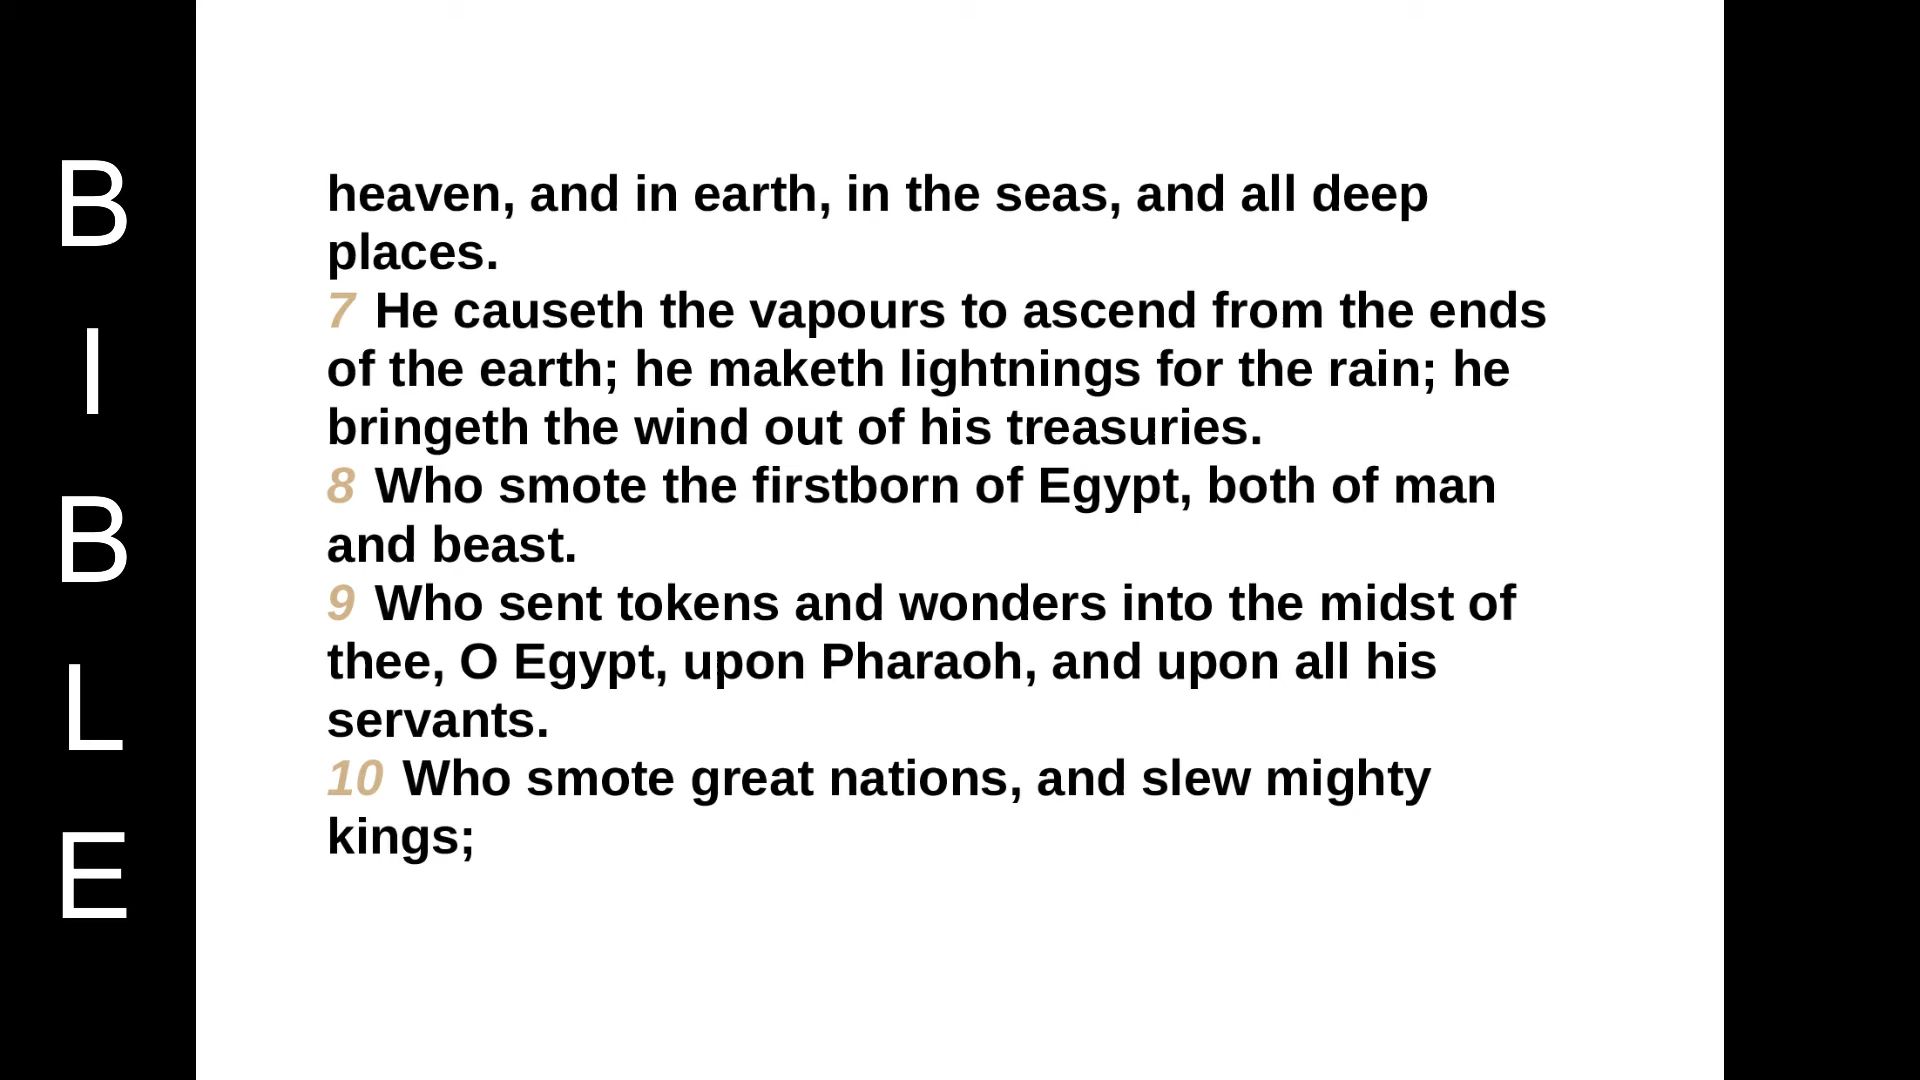 B
I
B
L
E
heaven, and in earth, in the seas, and all deep
places.
7 He causeth the vapours to ascend from the ends
of the earth; he maketh lightnings for the rain; he
bringeth the wind out of his treasuries.
8 Who smote the firstborn of Egypt, both of man
and beast.
9 Who sent tokens and wonders into the midst of
thee, O Egypt, upon Pharaoh, and upon all his
servants.
10 Who smote great nations, and slew mighty
kings;